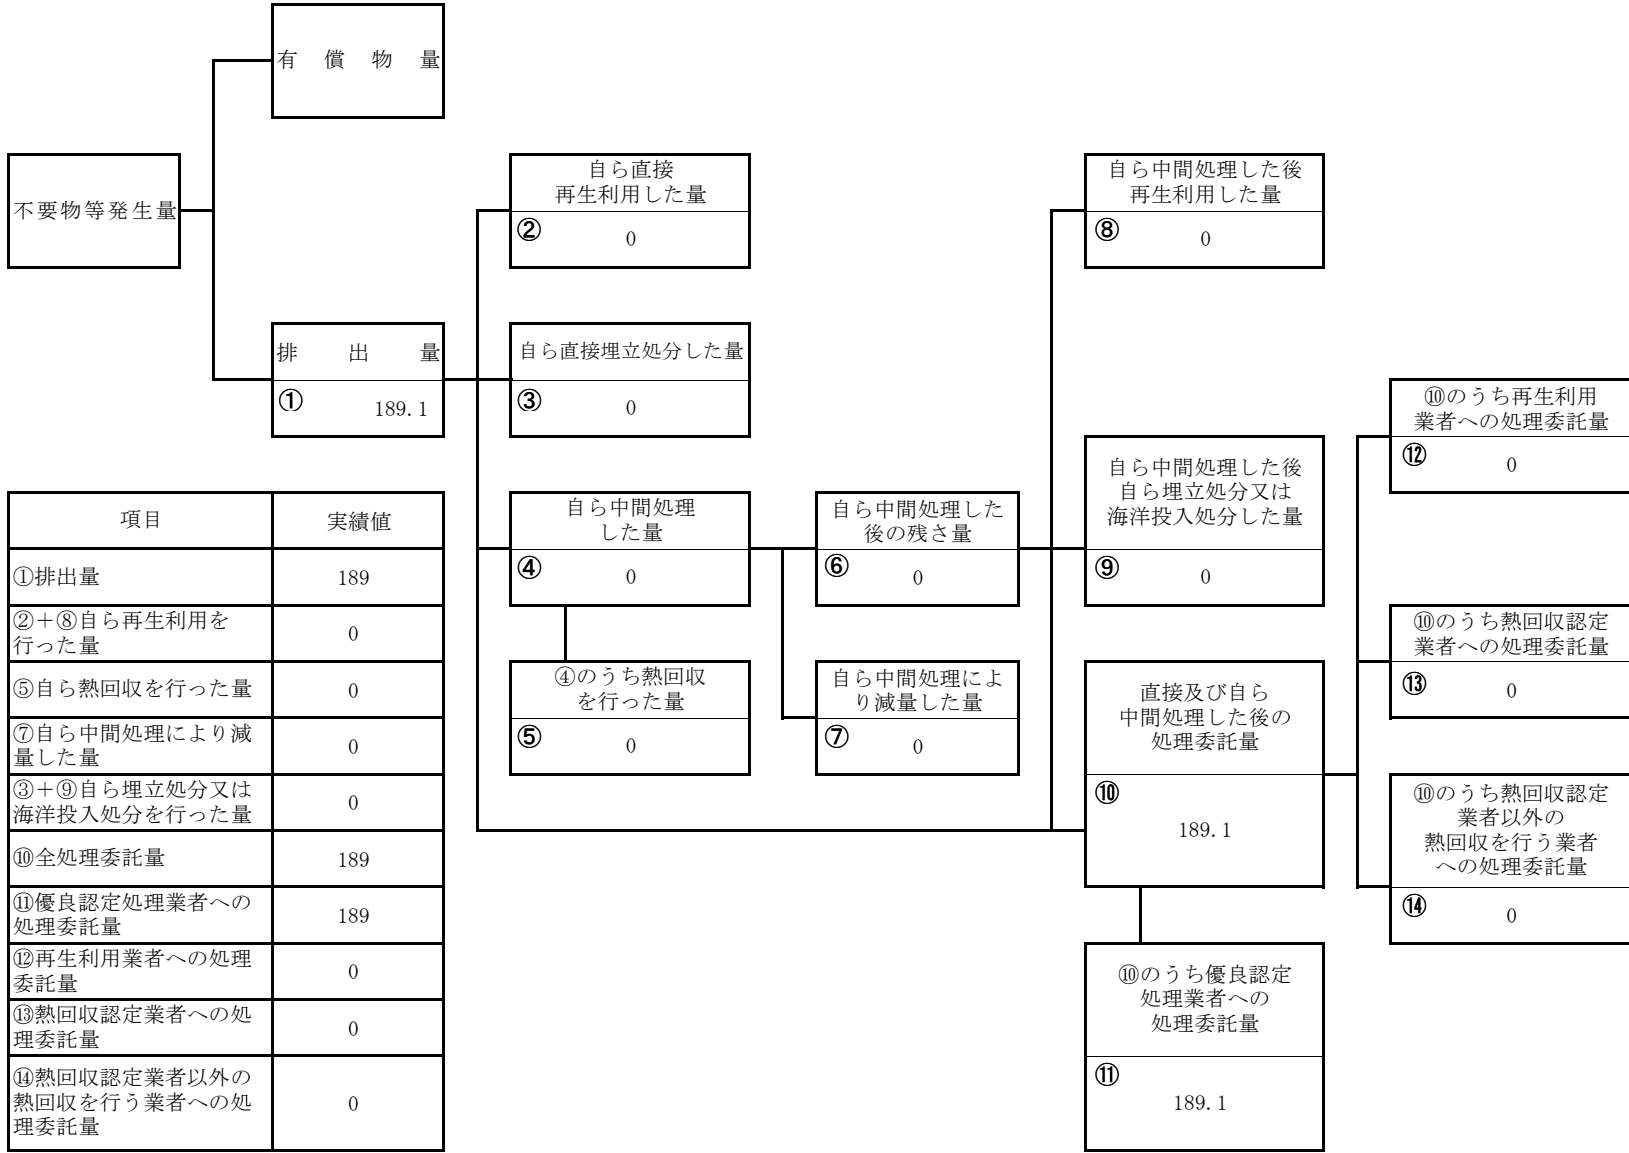 有償物量
不要物等発生量
排出量
①
189.1
自ら直接
再生利用した量
②
0
自ら直接埋立処分した量
③
0
自ら中間処理
した量
④
0
④のうち熱回収
を行った量
⑤
0
自ら中間処理した
後の残さ量
⑥
0
自ら中間処理によ
り減量した量
⑦
0
自ら中間処理した後
再生利用した量
⑧
0
自ら中間処理した後
自ら埋立処分又は
海洋投入処分した量
⑨
0
直接及び自ら
中間処理した後の
処理委託量
⑩
189.1
⑩のうち優良認定
処理業者への
処理委託量
⑪
189.1
⑩のうち再生利用
業者への処理委託量
⑫
0
⑩のうち熱回収認定
業者への処理委託量
⑬
0
⑩のうち熱回収認定
業者以外の
熱回収を行う業者
への処理委託量
⑭
0
項目 実績値
①排出量 189
②+⑧自ら再生利用を
行った量 0
⑤自ら熱回収を行った量 0
⑦自ら中間処理により減
量した量 0
③+⑨自ら埋立処分又は
海洋投入処分を行った量 0
⑩全処理委託量 189
⑪優良認定処理業者への
処理委託量 189
⑫再生利用業者への処理
委託量 0
⑬熱回収認定業者への処
理委託量 0
⑭熱回収認定業者以外の
熱回収を行う業者への処
理委託量 0